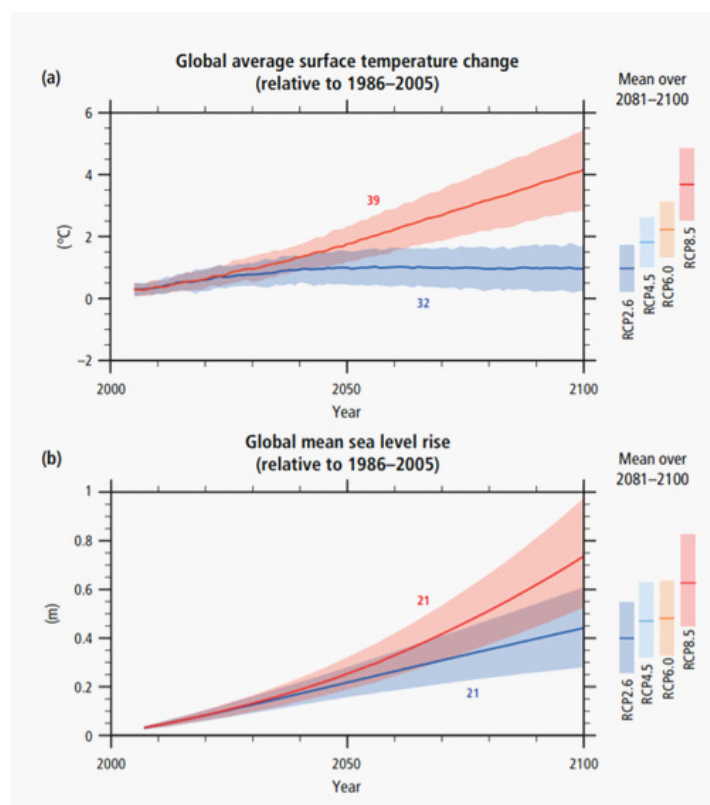 Global average surface temperature change
(relative to 1986–2005)
(a)
Mean over
2081–2100
6
4
2
0
−2
(°C)
39
32
2000
2050
2100
Year
RCP2.6
RCP4.5
RCP6.0
RCP8.5
Global mean sea level rise
(relative to 1986–2005)
(b)
Mean over
2081–2100
1
0.8
0.6
0.4
0.2
0
(m)
21
21
2000
2050
2100
Year
RCP2.6
RCP4.5
RCP6.0
RCP8.5